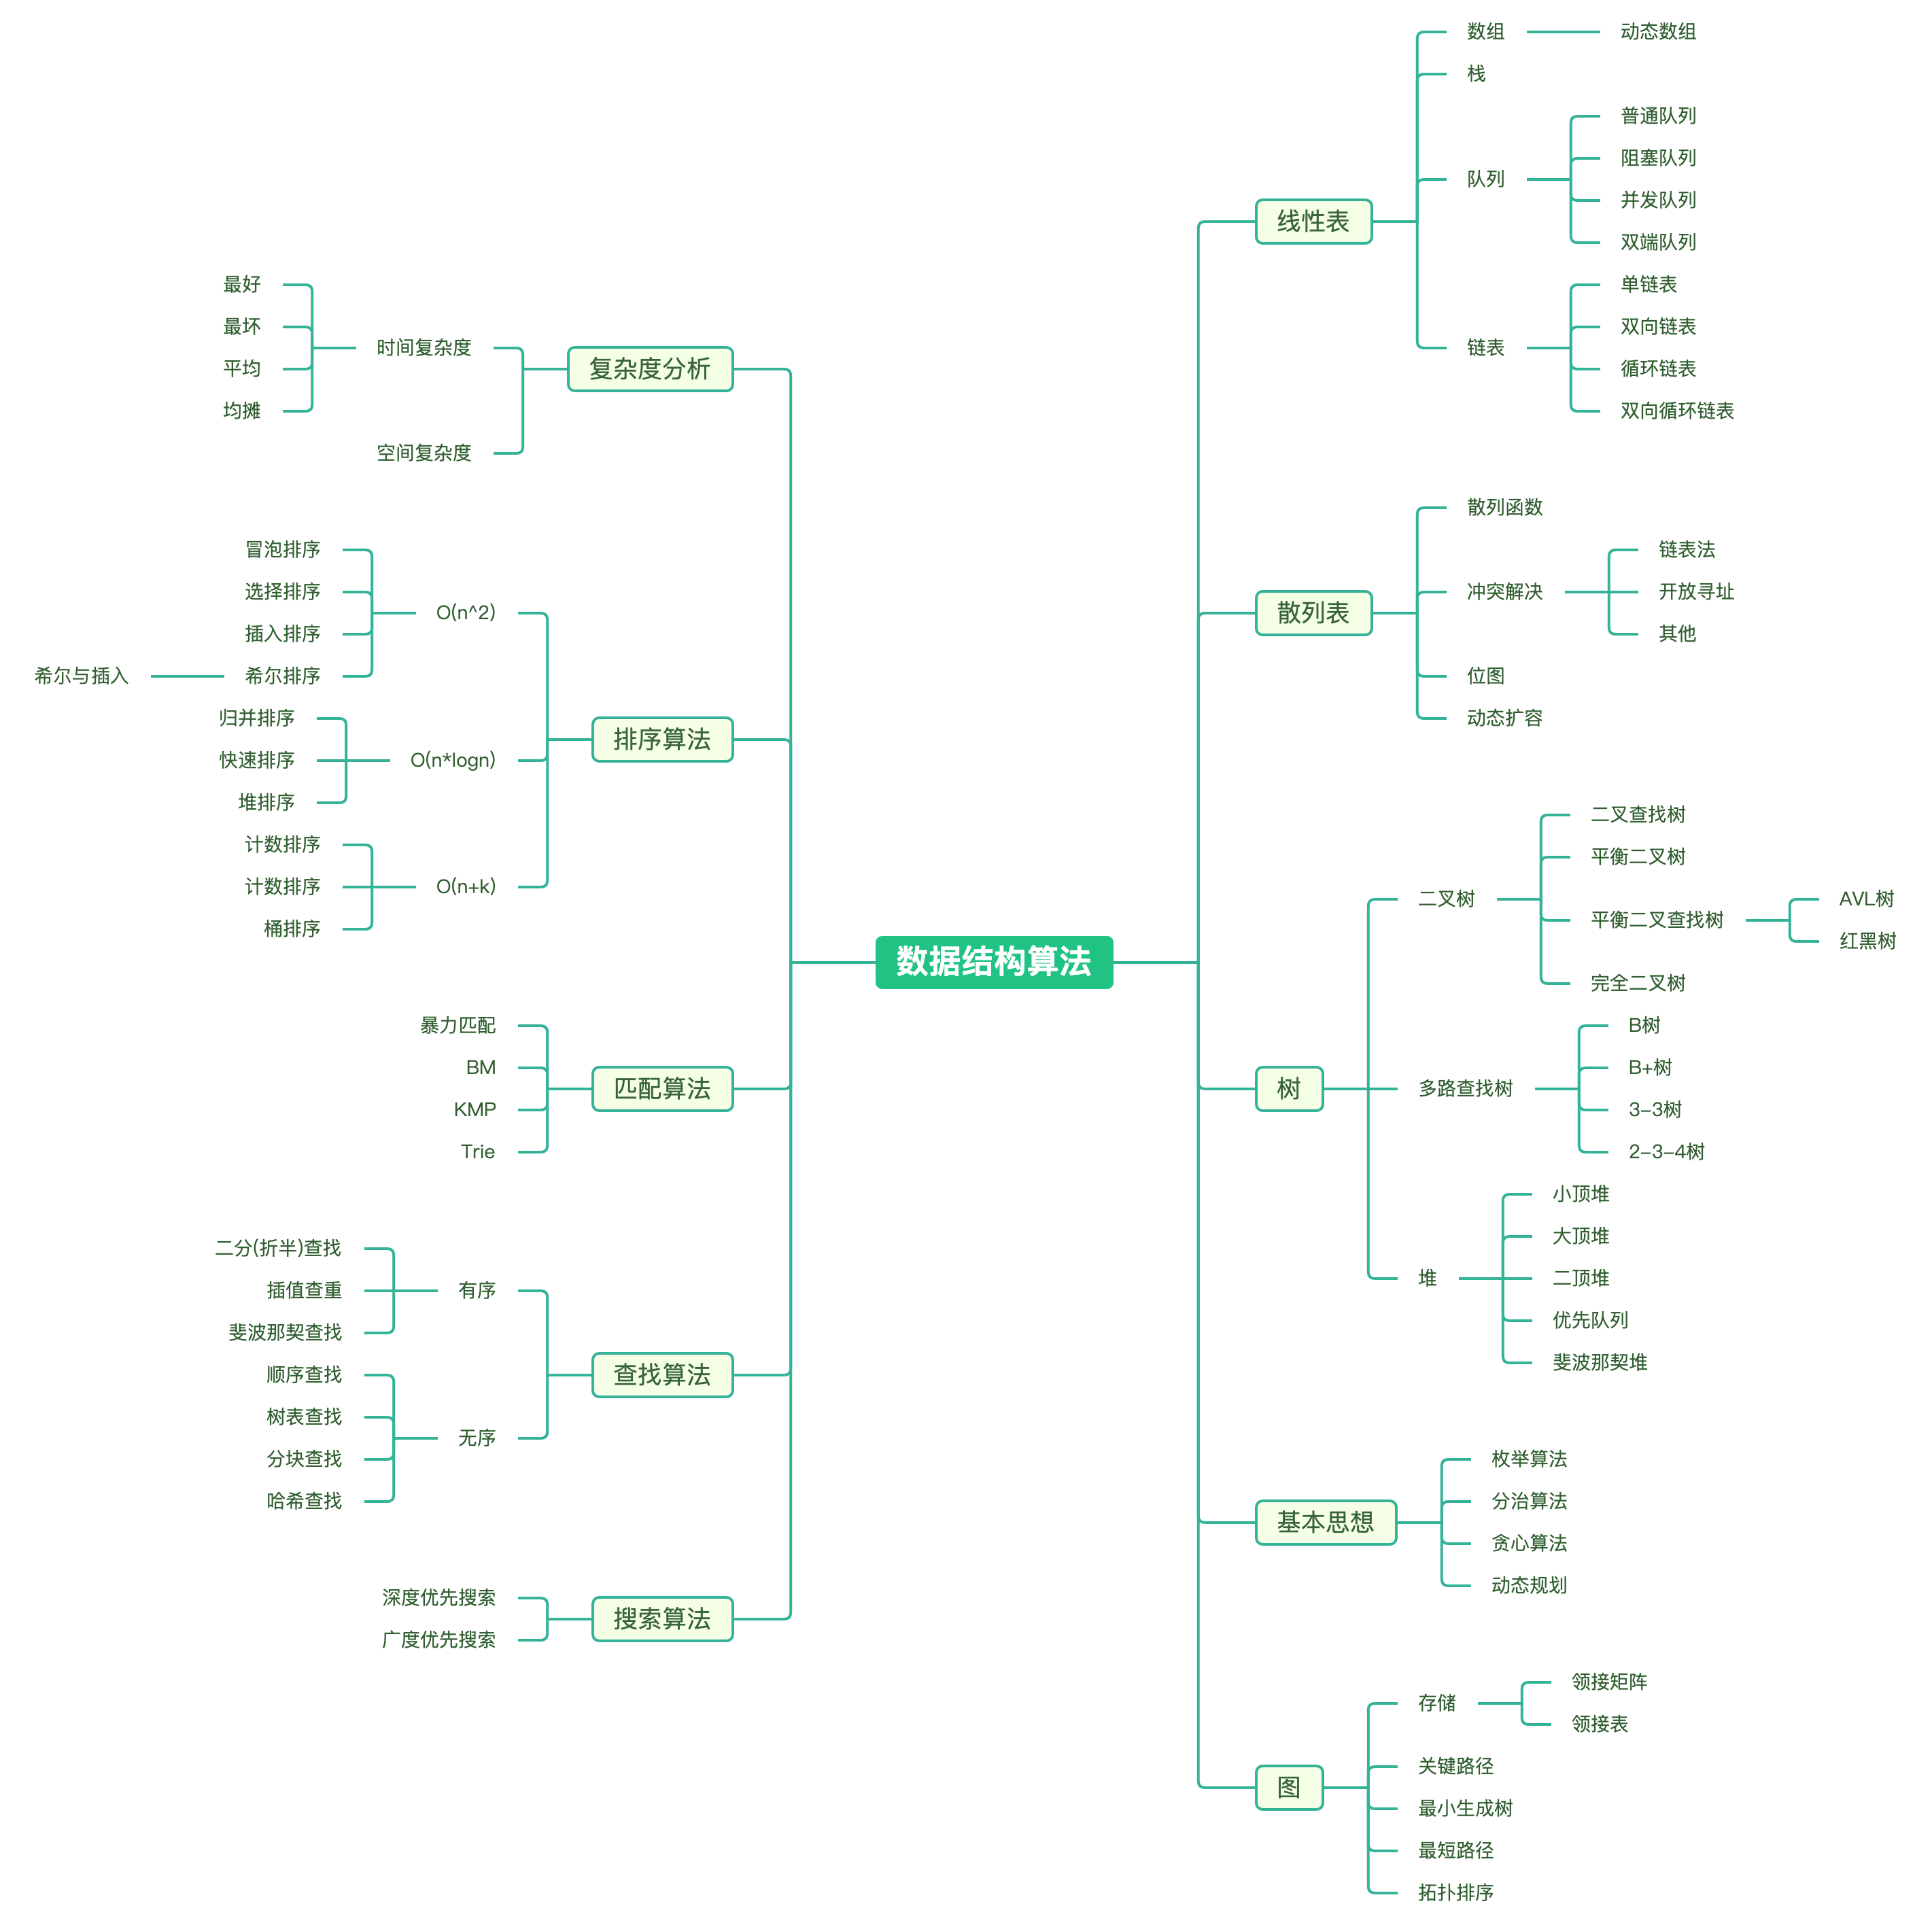 数据结构算法
线性表
数组
动态数组
栈
队列
普通队列
阻塞队列
并发队列
双端队列
链表
单链表
双向链表
循环链表
双向循环链表
散列表
散列函数
冲突解决
链表法
开放寻址
其他
位图
动态扩容
树
二叉树
二叉查找树
平衡二叉树
平衡二叉查找树
AVL树
红黑树
完全二叉树
多路查找树
B树
B+树
3-3树
2-3-4树
堆
小顶堆
大顶堆
二顶堆
优先队列
斐波那契堆
基本思想
枚举算法
分治算法
贪心算法
动态规划
图
存储
领接矩阵
领接表
关键路径
最小生成树
最短路径
拓扑排序
复杂度分析
时间复杂度
最好
最坏
平均
均摊
空间复杂度
排序算法
O(n^2)
冒泡排序
选择排序
插入排序
希尔排序
希尔与插入
O(n*logn)
归并排序
快速排序
堆排序
O(n+k)
计数排序
计数排序
桶排序
匹配算法
暴力匹配
BM
KMP
Trie
查找算法
有序
二分(折半)查找
插值查重
斐波那契查找
无序
顺序查找
树表查找
分块查找
哈希查找
搜索算法
深度优先搜索
广度优先搜索